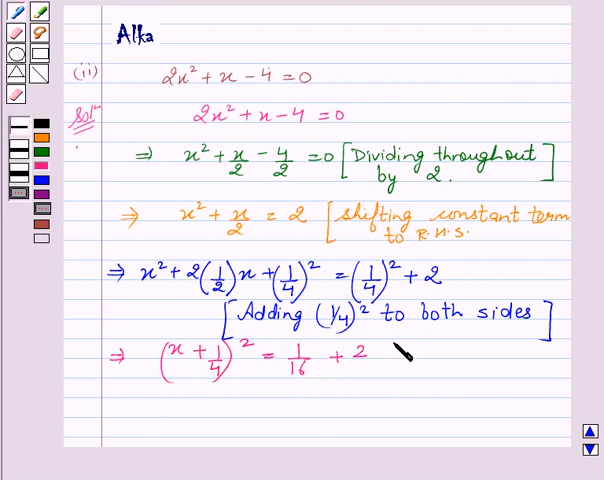 Alka
(ii) 2x² + x - 4 = 0
Solⁿ 2x² + x - 4 = 0
⇒ x² + x/2 - 4/2 = 0 [Dividing throughout by 2.]
⇒ x² + x/2 = 2 [shifting constant term to R.H.S.
⇒ x² + 2(1/2)x + (1/4)² = (1/4)² + 2
[Adding (1/4)² to both sides]
⇒ (x + 1/4)² = 1/16 + 2